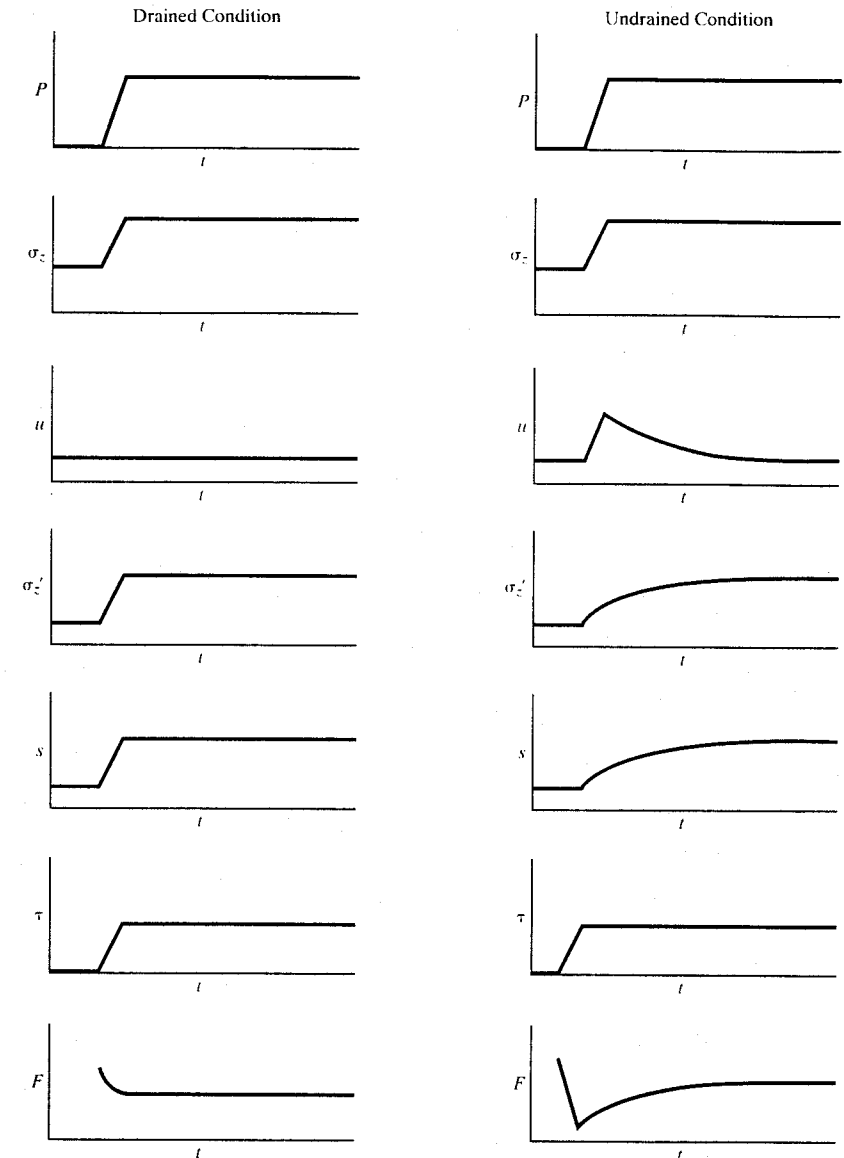 Drained Condition
Undrained Condition
P
t
P
t
σz
t
σz
t
u
t
u
t
σz′
t
σz′
t
s
t
s
t
τ
t
τ
t
F
t
F
t